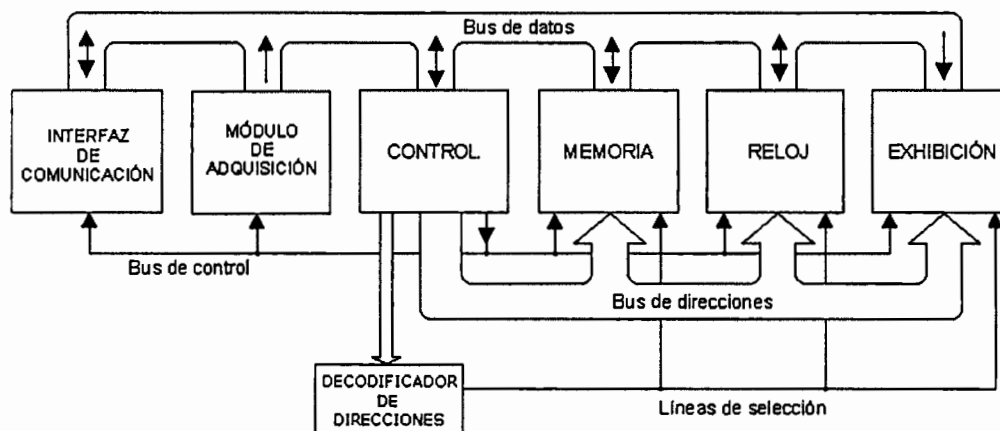 Bus de datos
INTERFAZ
DE
COMUNICACIÓN
MÓDULO
DE
ADQUISICIÓN
CONTROL
MEMORIA
RELOJ
EXHIBICIÓN
Bus de control
Bus de direcciones
DECODIFICADOR
DE
DIRECCIONES
Líneas de selección